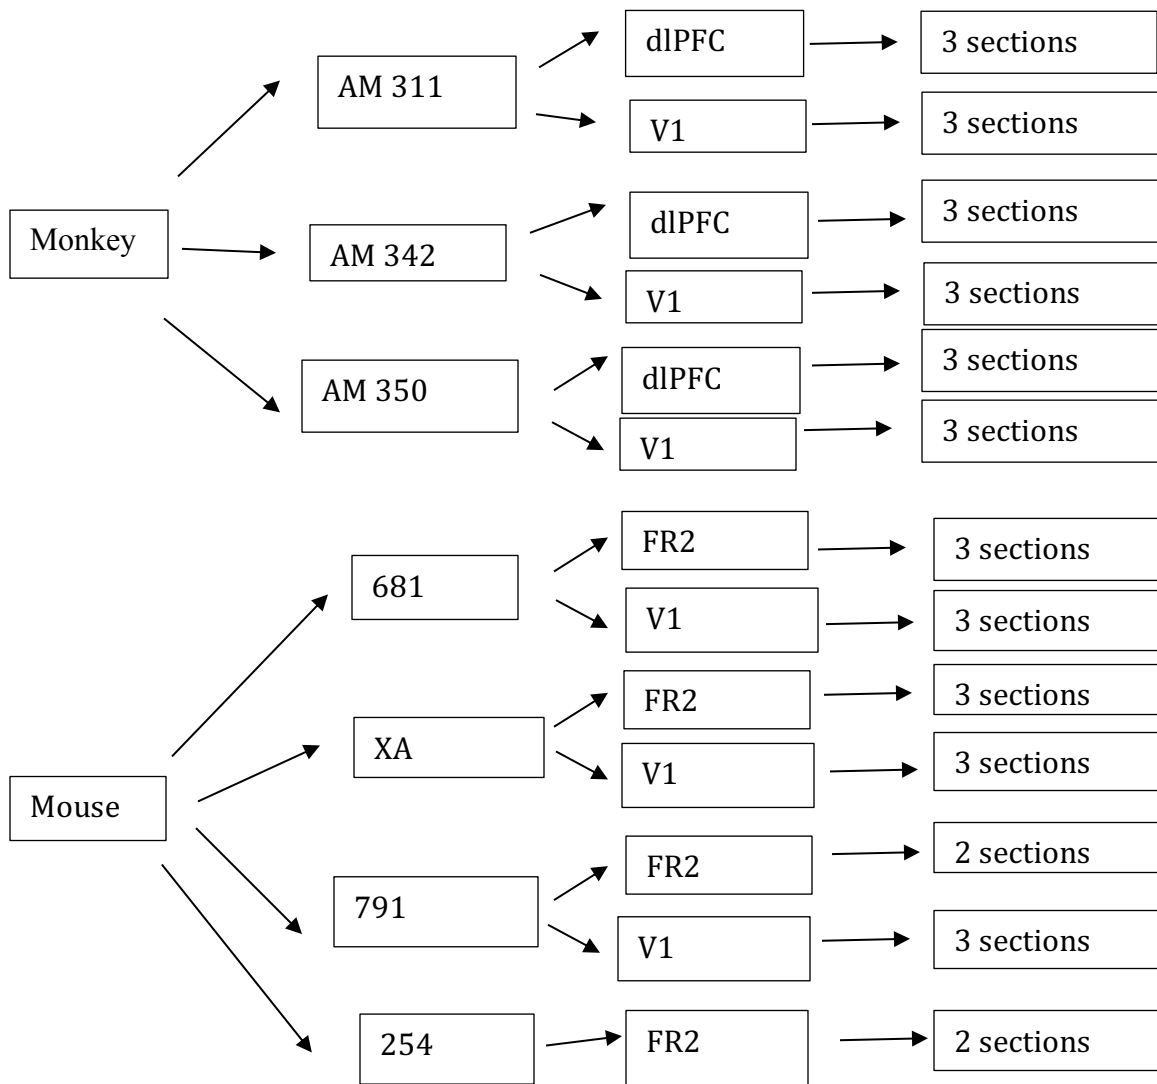 dlPFC
3 sections
AM 311
V1
3 sections
Monkey
dlPFC
3 sections
AM 342
V1
3 sections
AM 350
dlPFC
3 sections
V1
3 sections
FR2
3 sections
681
V1
3 sections
FR2
3 sections
XA
V1
3 sections
Mouse
FR2
2 sections
791
V1
3 sections
254
FR2
2 sections